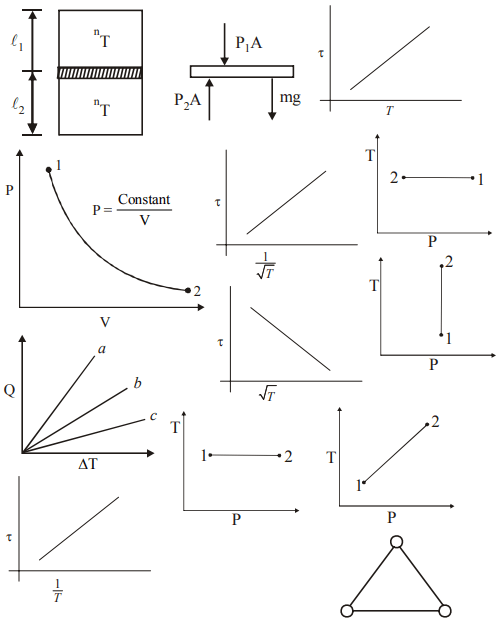 ℓ₁
ⁿT
ℓ₂
ⁿT
P₁A
P₂A
mg
τ
T
P
1
P = Constant / V
2
V
τ
1/√T
T
2
1
P
τ
√T
T
2
1
P
Q
a
b
c
ΔT
T
1
2
P
T
2
1
P
τ
1/T